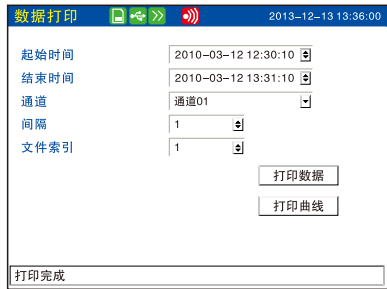 数据打印 2013-12-13 13:36:00
起始时间 2010-03-12 12:30:10
结束时间 2010-03-12 13:31:10
通道 通道01
间隔 1
文件索引 1
打印数据
打印曲线
打印完成